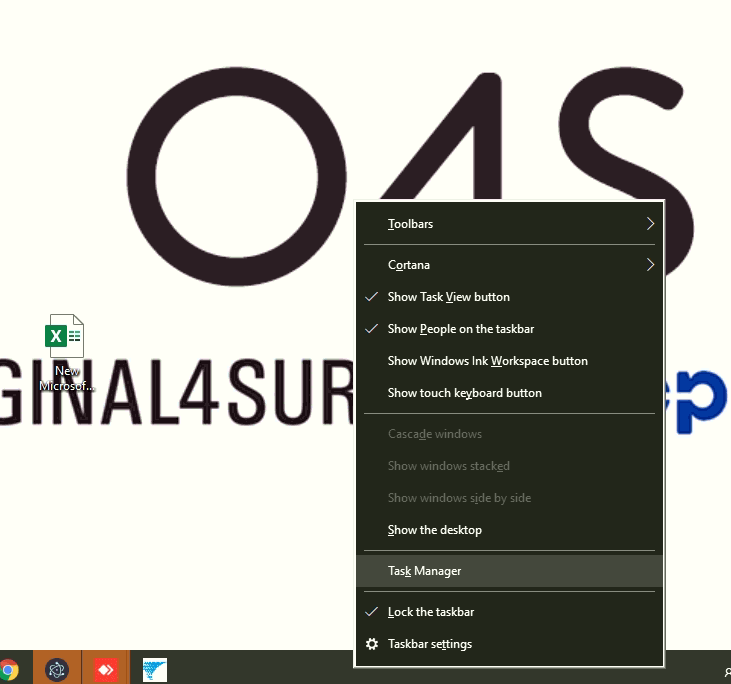 O4S
Toolbars
Cortana
Show Task View button
Show People on the taskbar
New
Microsof...
Show Windows Ink Workspace button
GINAL4SUR
ep
Show touch keyboard button
Cascade windows
Show windows stacked
Show windows side by side
Show the desktop
Task Manager
Lock the taskbar
Taskbar settings